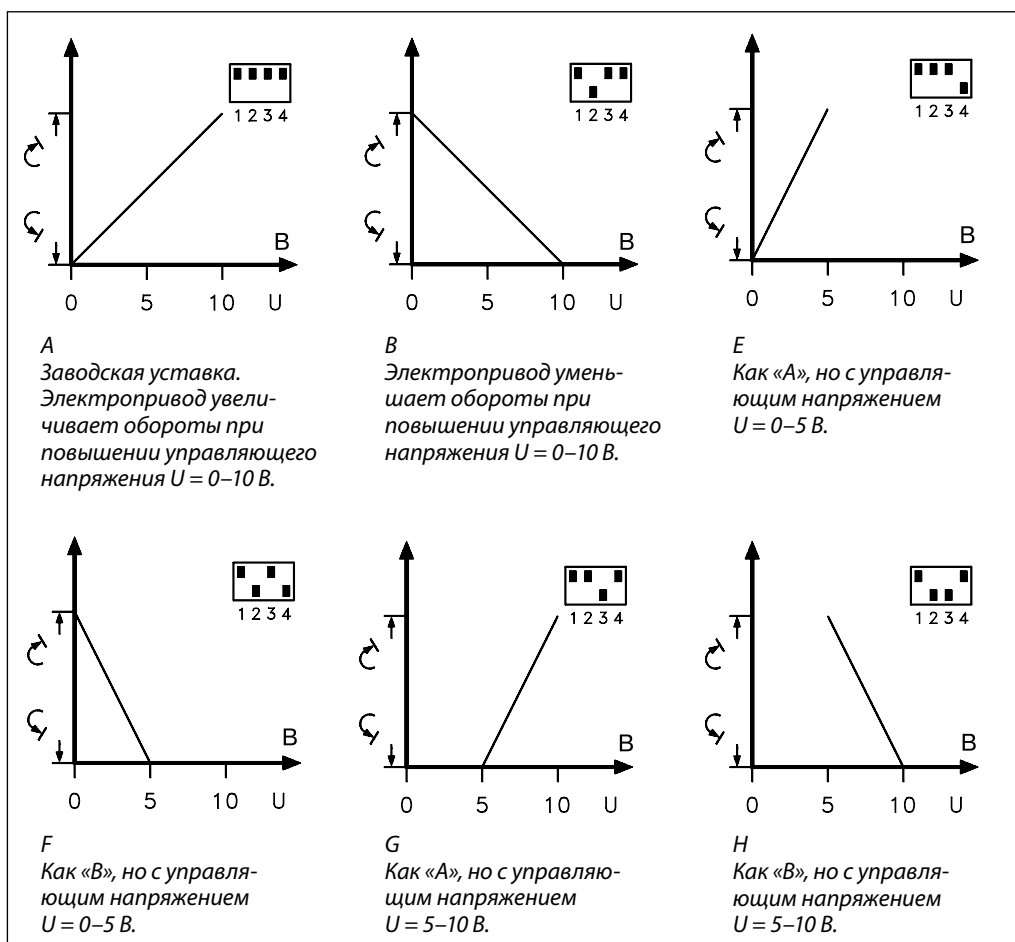 1 2 3 4
В
0 5 10 U
A
Заводская уставка.
Электропривод увели-
чивает обороты при
повышении управляющего
напряжения U = 0–10 В.
1 2 3 4
В
0 5 10 U
B
Электропривод умень-
шает обороты при
повышении управляющего
напряжения U = 0–10 В.
1 2 3 4
В
0 5 10 U
E
Как «А», но с управля-
ющим напряжением
U = 0–5 В.
1 2 3 4
В
0 5 10 U
F
Как «В», но с управля-
ющим напряжением
U = 0–5 В.
1 2 3 4
В
0 5 10 U
G
Как «А», но с управляю-
щим напряжением
U = 5–10 В.
1 2 3 4
В
0 5 10 U
H
Как «В», но с управля-
ющим напряжением
U = 5–10 В.